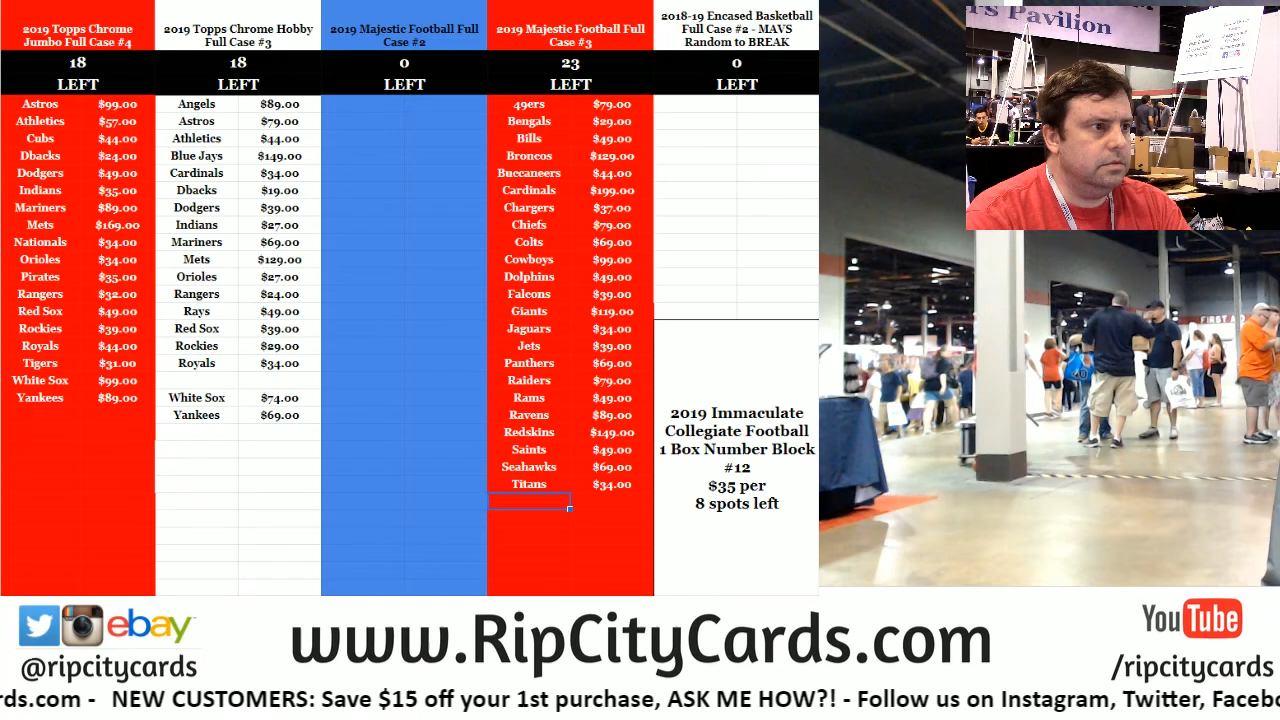 2019 Topps Chrome
Jumbo Full Case #4
18
LEFT
Astros $99.00
Athletics $57.00
Cubs $44.00
Dbacks $24.00
Dodgers $49.00
Indians $35.00
Mariners $89.00
Mets $169.00
Nationals $34.00
Orioles $34.00
Pirates $35.00
Rangers $32.00
Red Sox $49.00
Rockies $39.00
Royals $44.00
Tigers $31.00
White Sox $99.00
Yankees $89.00
2019 Topps Chrome Hobby
Full Case #3
18
LEFT
Angels $89.00
Astros $79.00
Athletics $44.00
Blue Jays $149.00
Cardinals $34.00
Dbacks $19.00
Dodgers $39.00
Indians $27.00
Mariners $69.00
Mets $129.00
Orioles $27.00
Rangers $24.00
Rays $49.00
Red Sox $39.00
Rockies $29.00
Royals $34.00
White Sox $74.00
Yankees $69.00
2019 Majestic Football Full
Case #2
0
LEFT
2019 Majestic Football Full
Case #3
23
LEFT
49ers $79.00
Bengals $29.00
Bills $49.00
Broncos $129.00
Buccaneers $44.00
Cardinals $199.00
Chargers $37.00
Chiefs $79.00
Colts $69.00
Cowboys $99.00
Dolphins $49.00
Falcons $39.00
Giants $119.00
Jaguars $34.00
Jets $39.00
Panthers $69.00
Raiders $79.00
Rams $49.00
Ravens $89.00
Redskins $149.00
Saints $49.00
Seahawks $69.00
Titans $34.00
2018-19 Encased Basketball
Full Case #2 - MAVS
Random to BREAK
0
LEFT
2019 Immaculate
Collegiate Football
1 Box Number Block
#12
$35 per
8 spots left
Pavilion
FIRST AID
ebay
@ripcitycards
www.RipCityCards.com
YouTube
/ripcitycards
rds.com - NEW CUSTOMERS: Save $15 off your 1st purchase, ASK ME HOW?! - Follow us on Instagram, Twitter, Facebo